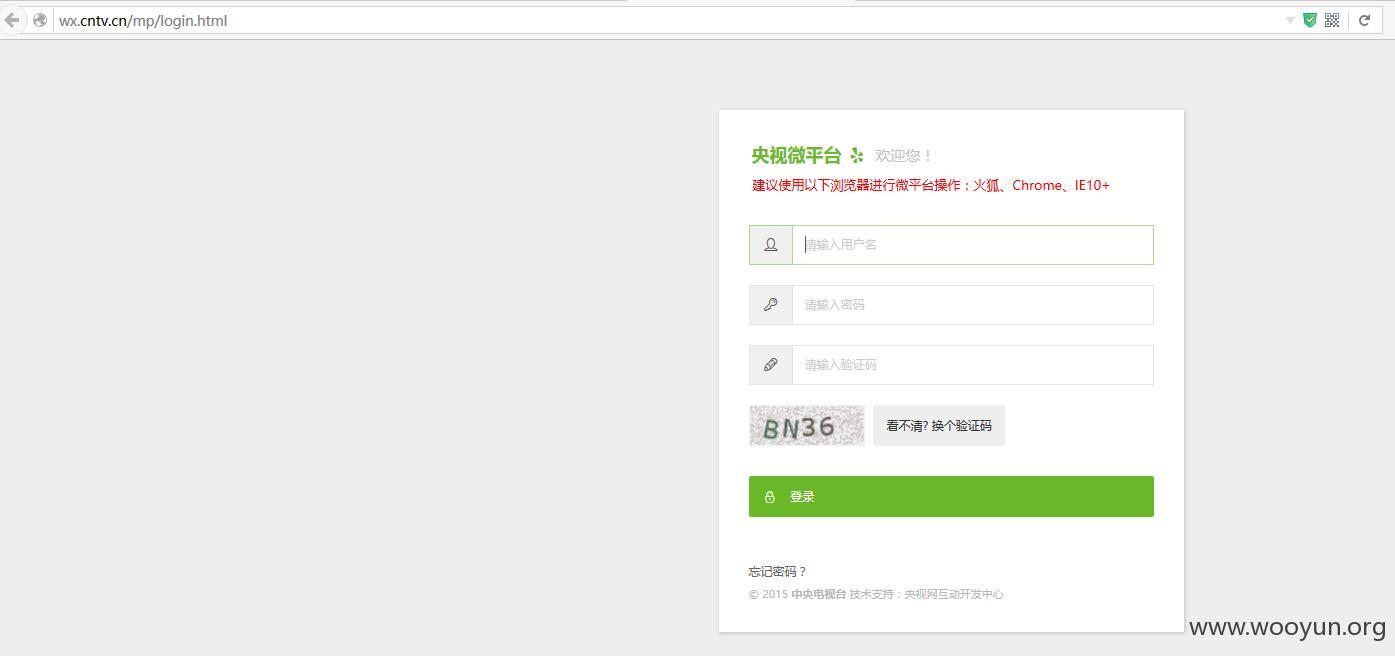 wx.cntv.cn/mp/login.html
央视微平台 欢迎您！
建议使用以下浏览器进行微平台操作：火狐、Chrome、IE10+
请输入用户名
请输入密码
请输入验证码
BN36 看不清? 换个验证码
登录
忘记密码？
© 2015 中央电视台 技术支持：央视网互动开发中心
www.wooyun.org